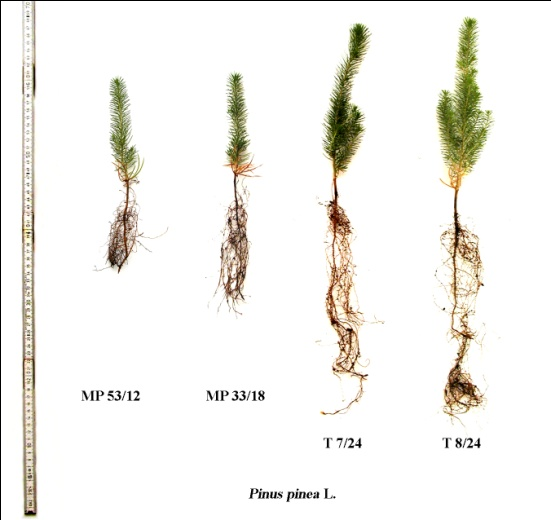 MP 53/12
MP 33/18
T 7/24
T 8/24
Pinus pinea L.